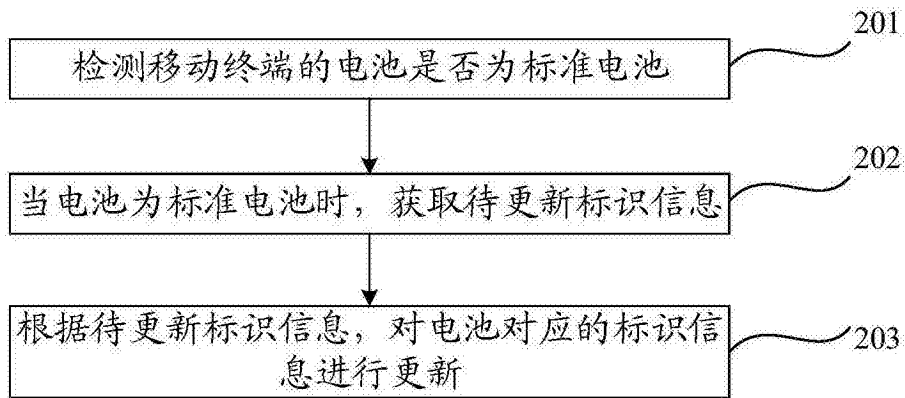 201
检测移动终端的电池是否为标准电池
202
当电池为标准电池时，获取待更新标识信息
根据待更新标识信息，对电池对应的标识信
息进行更新
203